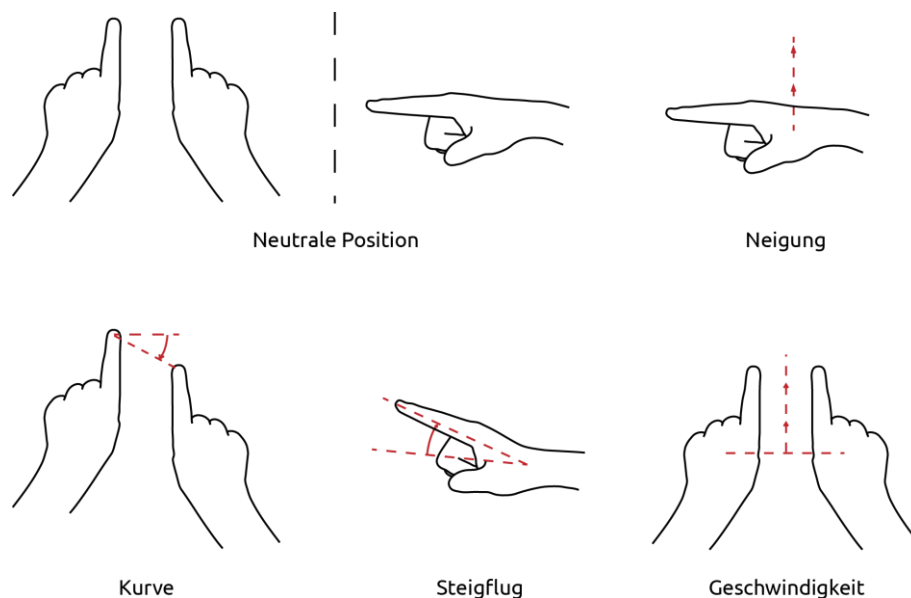 Neutrale Position
Neigung
Kurve
Steigflug
Geschwindigkeit